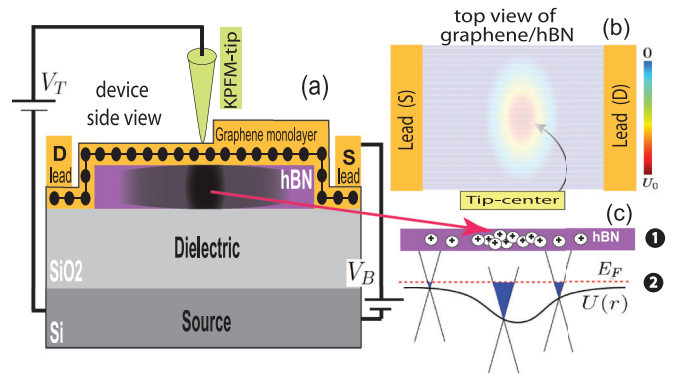 V_T
device
side view
KPFM-tip
(a)
Graphene monolayer
D
lead
S
lead
hBN
Dielectric
SiO2
V_B
Source
Si
top view of
graphene/hBN
(b)
Lead (S)
Lead (D)
0
U_0
Tip-center
(c)
hBN
1
E_F
2
U(r)